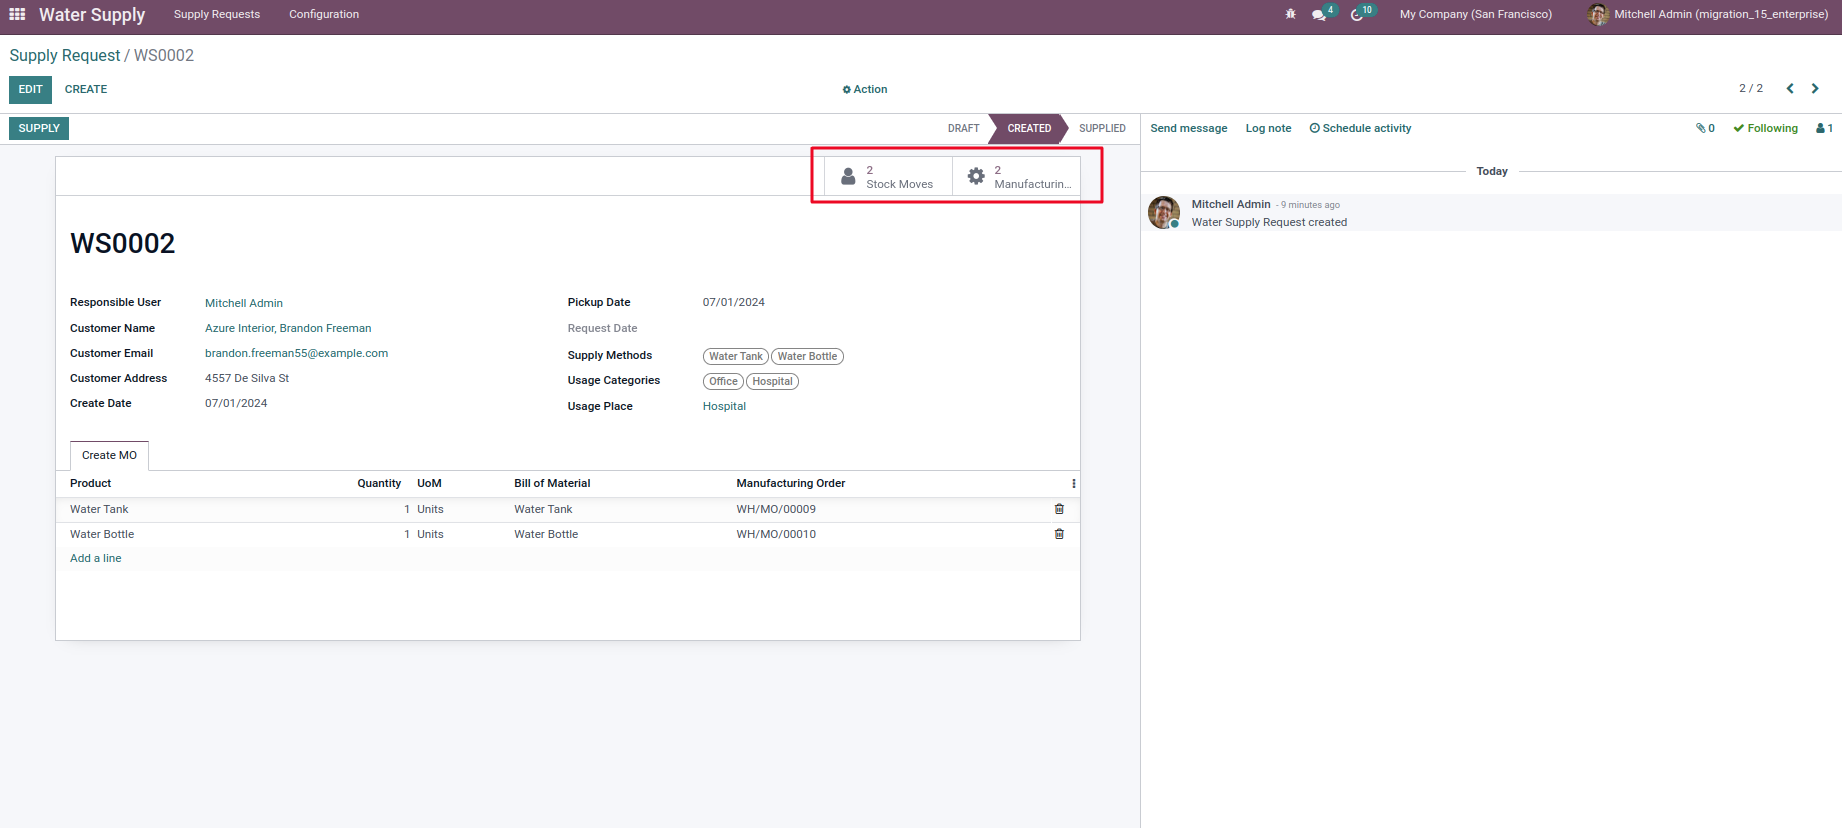 Water Supply Supply Requests Configuration 4 10 My Company (San Francisco) Mitchell Admin (migration_15_enterprise)
Supply Request / WS0002
EDIT CREATE Action 2 / 2
SUPPLY DRAFT CREATED SUPPLIED Send message Log note Schedule activity 0 Following 1
2
Stock Moves
2
Manufacturin...
Today
Mitchell Admin - 9 minutes ago
Water Supply Request created
WS0002
Responsible User Mitchell Admin
Customer Name Azure Interior, Brandon Freeman
Customer Email brandon.freeman55@example.com
Customer Address 4557 De Silva St
Create Date 07/01/2024
Pickup Date 07/01/2024
Request Date
Supply Methods Water Tank Water Bottle
Usage Categories Office Hospital
Usage Place Hospital
Create MO
Product Quantity UoM Bill of Material Manufacturing Order
Water Tank 1 Units Water Tank WH/MO/00009
Water Bottle 1 Units Water Bottle WH/MO/00010
Add a line